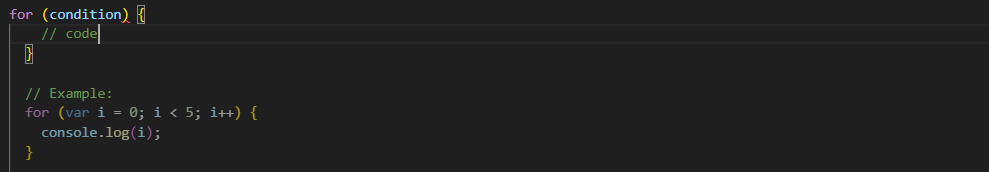 for (condition) {
    // code
  }

  // Example:
  for (var i = 0; i < 5; i++) {
    console.log(i);
  }